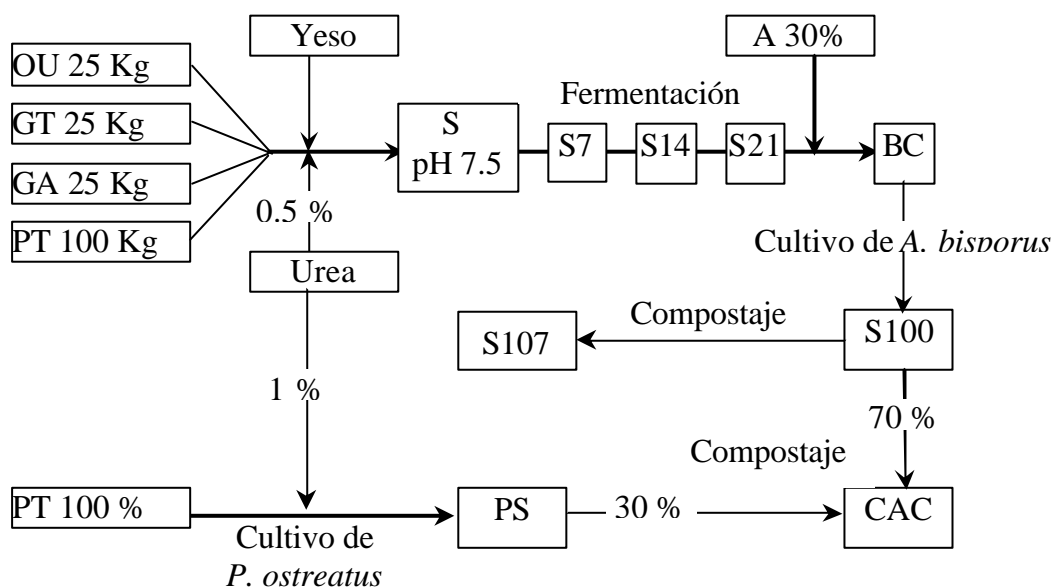 Yeso
A 30%
OU 25 Kg
GT 25 Kg
GA 25 Kg
PT 100 Kg
S
pH 7.5
Fermentación
S7
S14
S21
BC
0.5 %
Urea
Cultivo de A. bisporus
Compostaje
S107
S100
1 %
70 %
Compostaje
PT 100 %
PS
30 %
CAC
Cultivo de
P. ostreatus